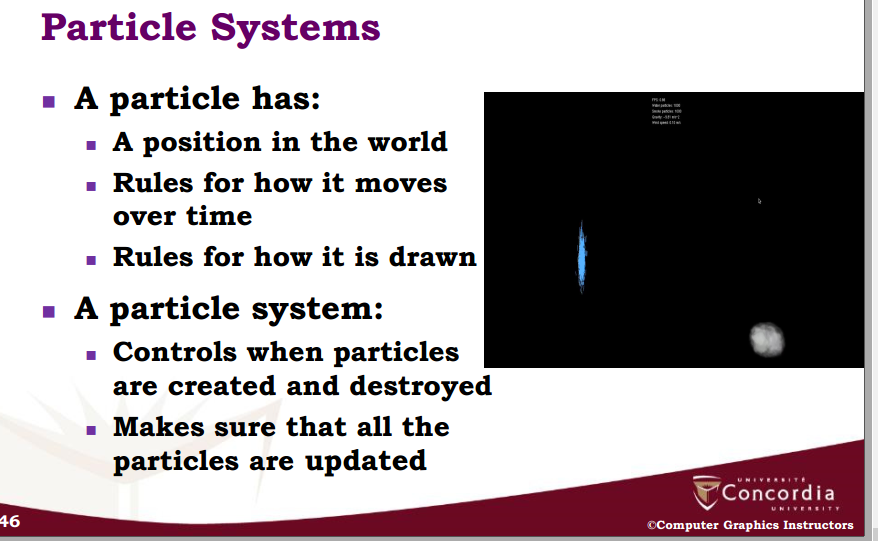 Particle Systems
A particle has:
A position in the world
Rules for how it moves
over time
Rules for how it is drawn
A particle system:
Controls when particles
are created and destroyed
Makes sure that all the
particles are updated
UNIVERSITÉ
Concordia
UNIVERSITY
46
©Computer Graphics Instructors